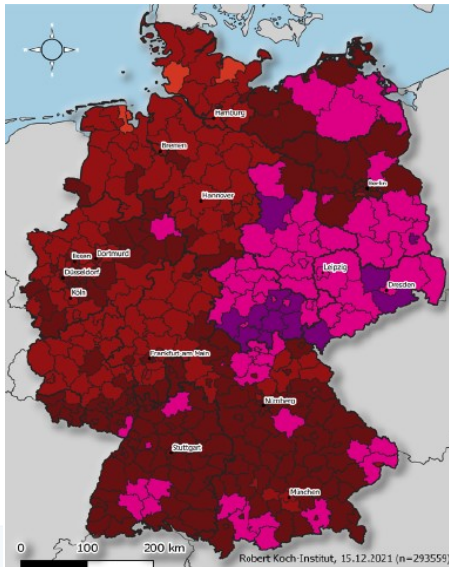 Hamburg
Bremen
Berlin
Hannover
Essen
Dortmund
Düsseldorf
Leipzig
Köln
Dresden
Frankfurt am Main
Nürnberg
Stuttgart
München
0 100 200 km
Robert Koch-Institut, 15.12.2021 (n=293559)